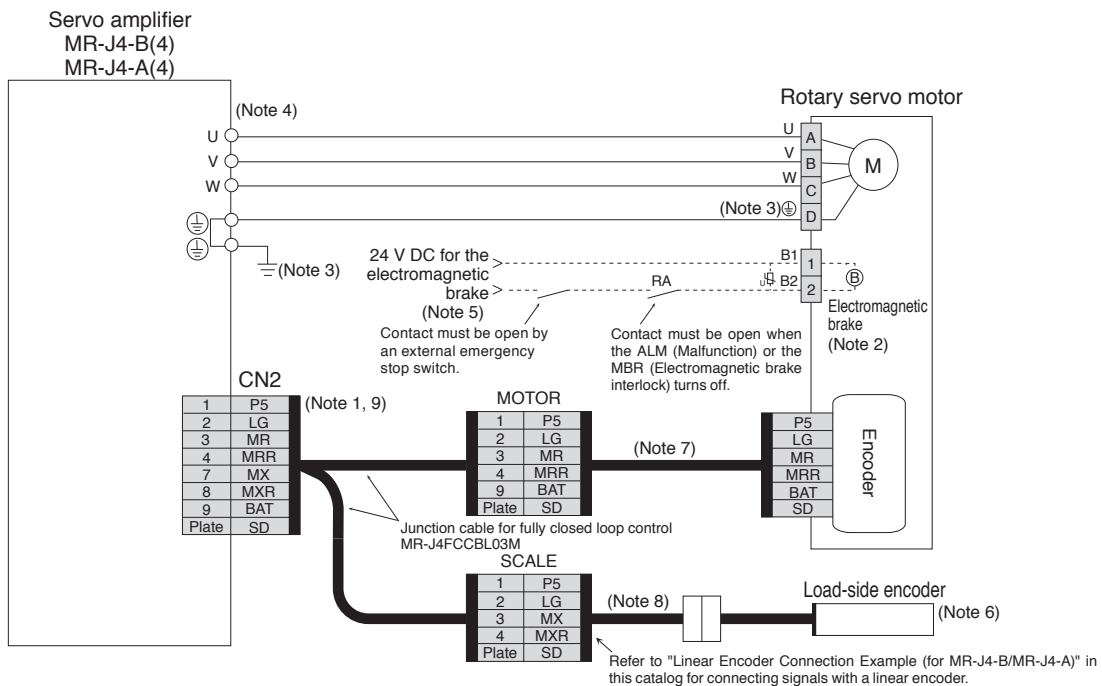 Servo amplifier
MR-J4-B(4)
MR-J4-A(4)
(Note 4)
Rotary servo motor
U
V
W
U
V
W
(Note 3)
A
B
C
D
M
(Note 3)
24 V DC for the
electromagnetic
brake
(Note 5)
RA
B1
B2
U
1
2
B
Electromagnetic
brake
(Note 2)
Contact must be open by
an external emergency
stop switch.
Contact must be open when
the ALM (Malfunction) or the
MBR (Electromagnetic brake
interlock) turns off.
CN2
1 P5
2 LG
3 MR
4 MRR
7 MX
8 MXR
9 BAT
Plate SD
(Note 1, 9)
MOTOR
1 P5
2 LG
3 MR
4 MRR
9 BAT
Plate SD
(Note 7)
P5
LG
MR
MRR
BAT
SD
Encoder
Junction cable for fully closed loop control
MR-J4FCCBL03M
SCALE
1 P5
2 LG
3 MX
4 MXR
Plate SD
(Note 8)
Load-side encoder
(Note 6)
Refer to "Linear Encoder Connection Example (for MR-J4-B/MR-J4-A)" in
this catalog for connecting signals with a linear encoder.